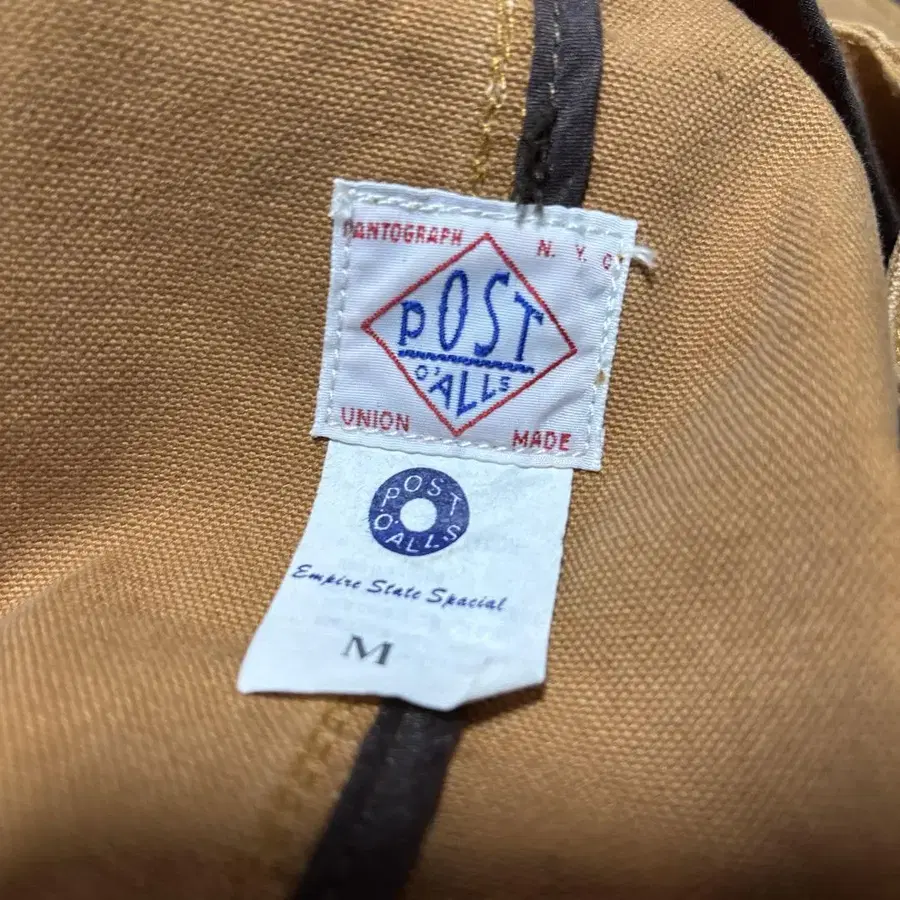 PANTOGRAPH N. Y. C
POST
O'ALLS
UNION MADE
POST
O'ALLS
Empire State Spacial
M